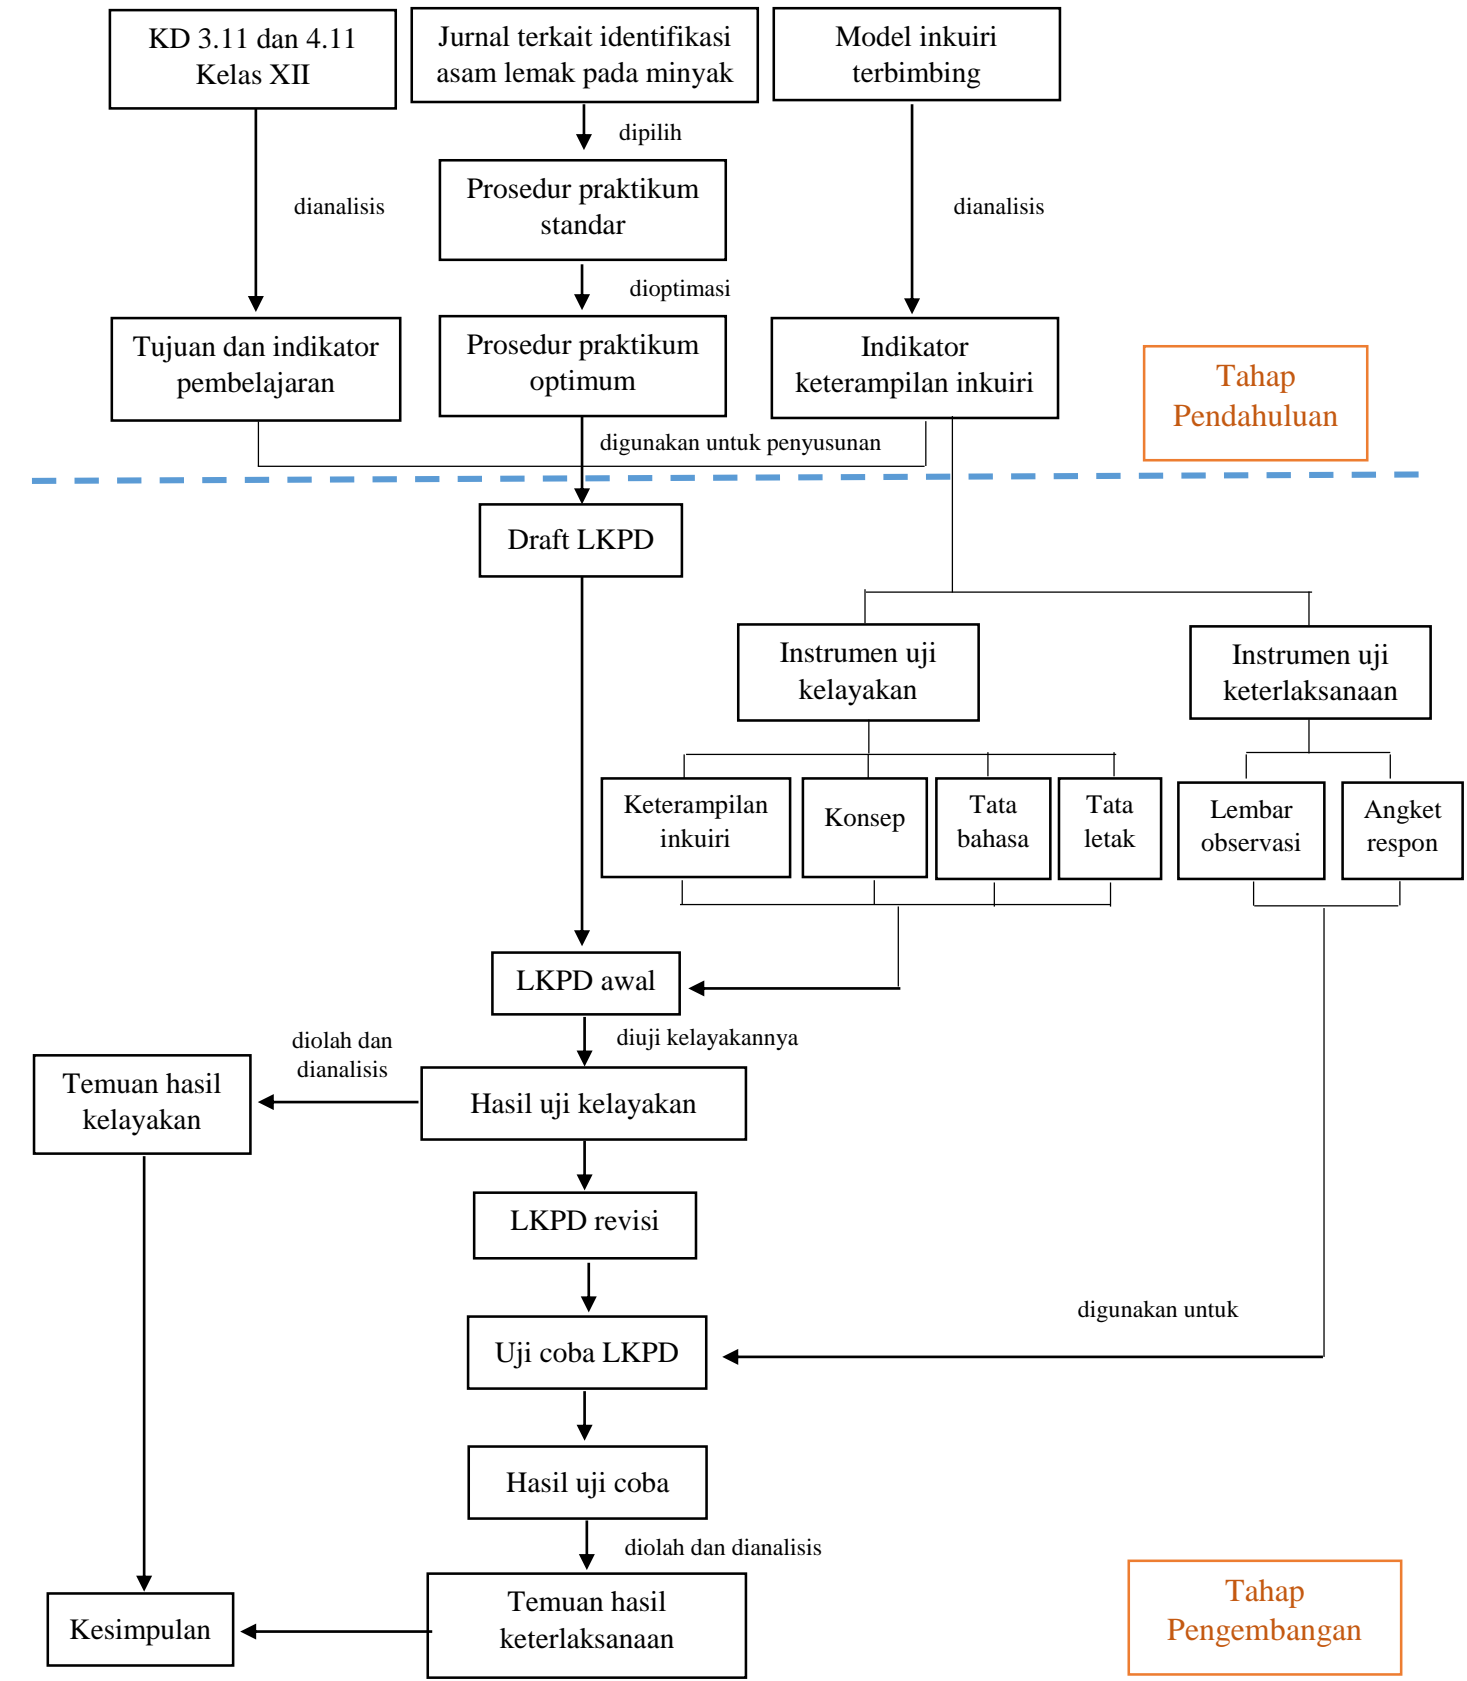 KD 3.11 dan 4.11
Kelas XII
Jurnal terkait identifikasi
asam lemak pada minyak
Model inkuiri
terbimbing
dipilih
dianalisis
Prosedur praktikum
standar
dianalisis
dioptimasi
Tujuan dan indikator
pembelajaran
Prosedur praktikum
optimum
Indikator
keterampilan inkuiri
Tahap
Pendahuluan
digunakan untuk penyusunan
Draft LKPD
Instrumen uji
kelayakan
Instrumen uji
keterlaksanaan
Keterampilan
inkuiri
Konsep
Tata
bahasa
Tata
letak
Lembar
observasi
Angket
respon
LKPD awal
diuji kelayakannya
diolah dan
dianalisis
Temuan hasil
kelayakan
Hasil uji kelayakan
LKPD revisi
digunakan untuk
Uji coba LKPD
Hasil uji coba
diolah dan dianalisis
Temuan hasil
keterlaksanaan
Kesimpulan
Tahap
Pengembangan